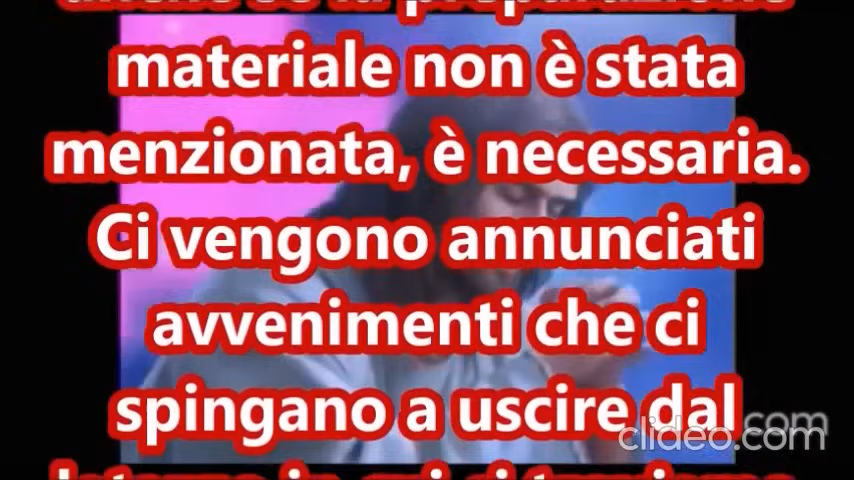 materiale non è stata
menzionata, è necessaria.
Ci vengono annunciati
avvenimenti che ci
spingano a uscire dal
clideo.com